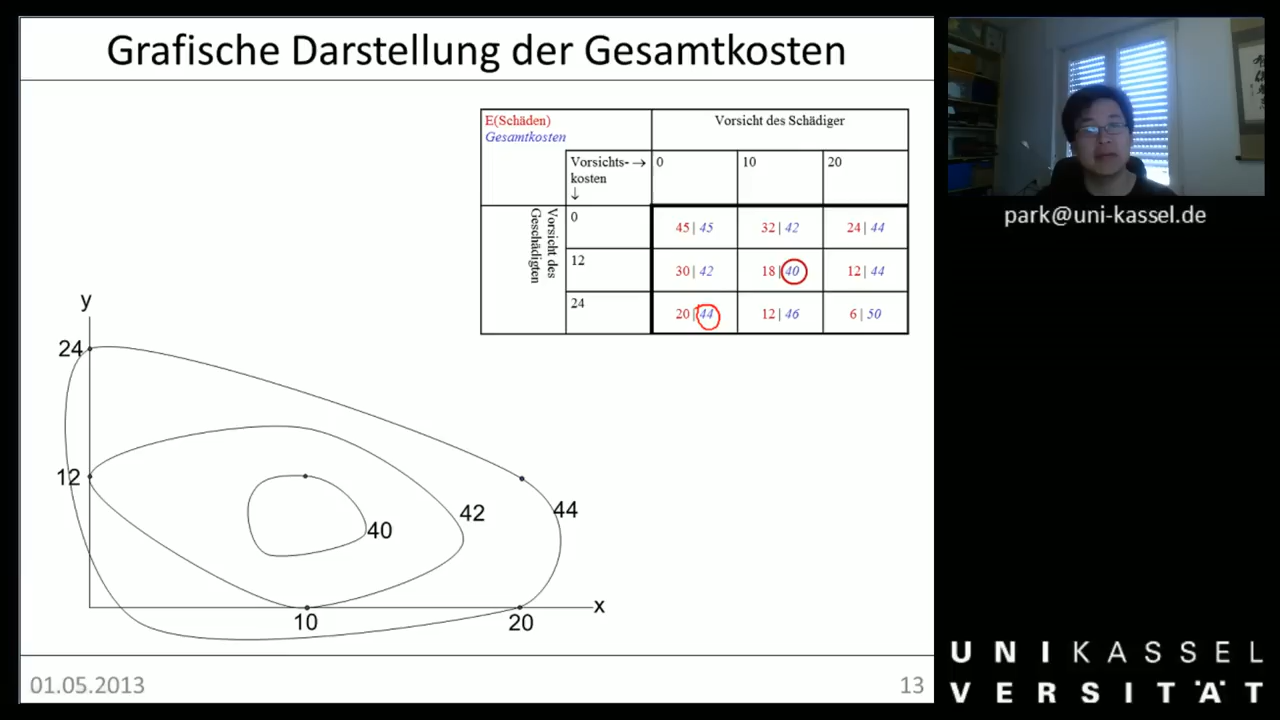 Grafische Darstellung der Gesamtkosten
E(Schäden)
Gesamtkosten
Vorsicht des Schädiger
Vorsichts- →
kosten
↓
0 10 20
Vorsicht des
Geschädigten
0 45 | 45 32 | 42 24 | 44
12 30 | 42 18 | 40 12 | 44
24 20 | 44 12 | 46 6 | 50
y
24
12
40
42
44
10
20
x
01.05.2013
13
park@uni-kassel.de
UNIKASSEL
VERSITÄT